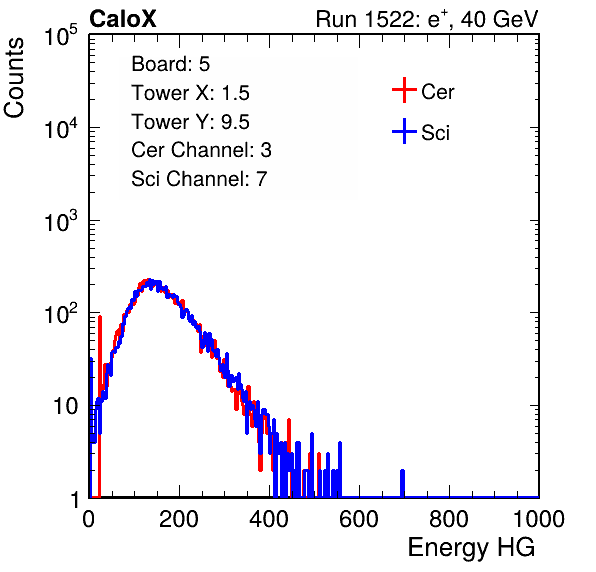 CaloX Run 1522: e⁺, 40 GeV
Counts
10⁵
10⁴
10³
10²
10
1
Board: 5
Tower X: 1.5
Tower Y: 9.5
Cer Channel: 3
Sci Channel: 7
Cer
Sci
0 200 400 600 800 1000
Energy HG